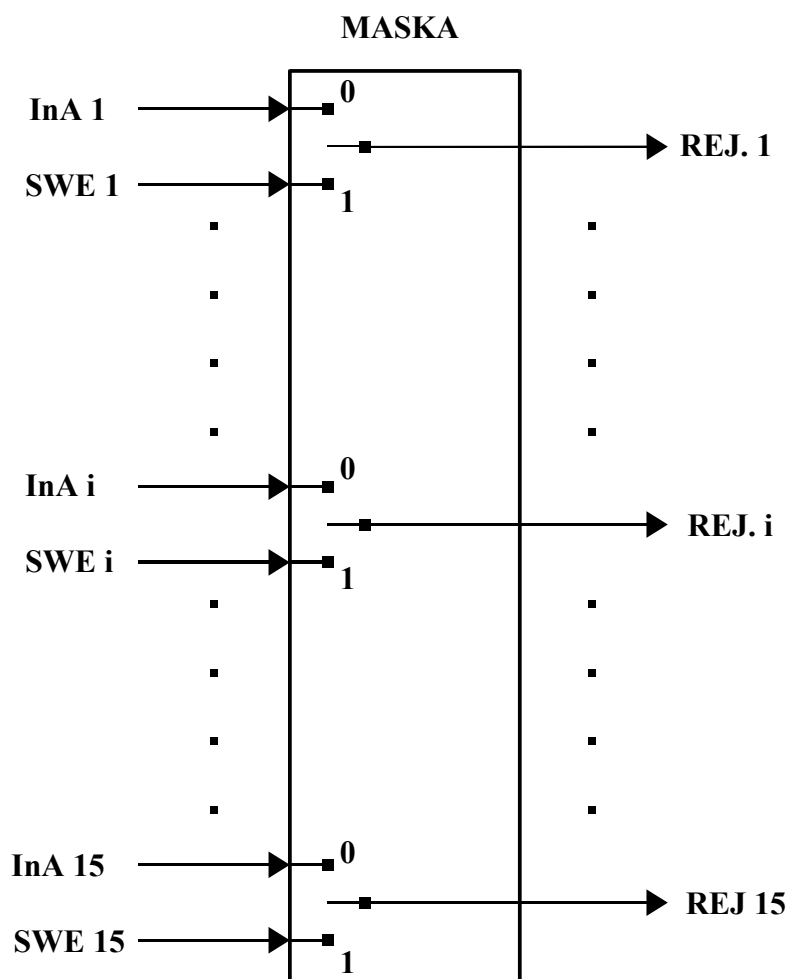 MASKA
0
InA 1
REJ. 1
SWE 1
1
0
InA i
REJ. i
SWE i
1
0
InA 15
REJ 15
SWE 15
1